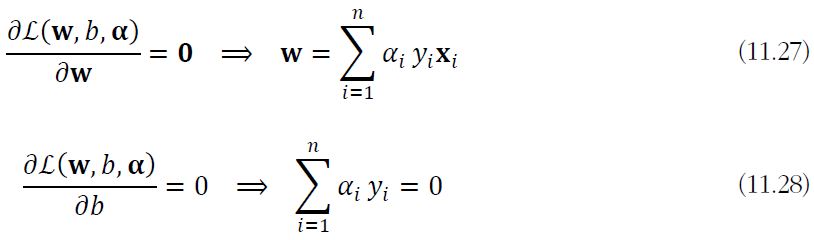 ∂ℒ(𝐰, b, 𝛂)/∂𝐰 = 𝟎 ⟹ 𝐰 = ∑_{i=1}^{n} α_i y_i 𝐱_i (11.27)
∂ℒ(𝐰, b, 𝛂)/∂b = 0 ⟹ ∑_{i=1}^{n} α_i y_i = 0 (11.28)